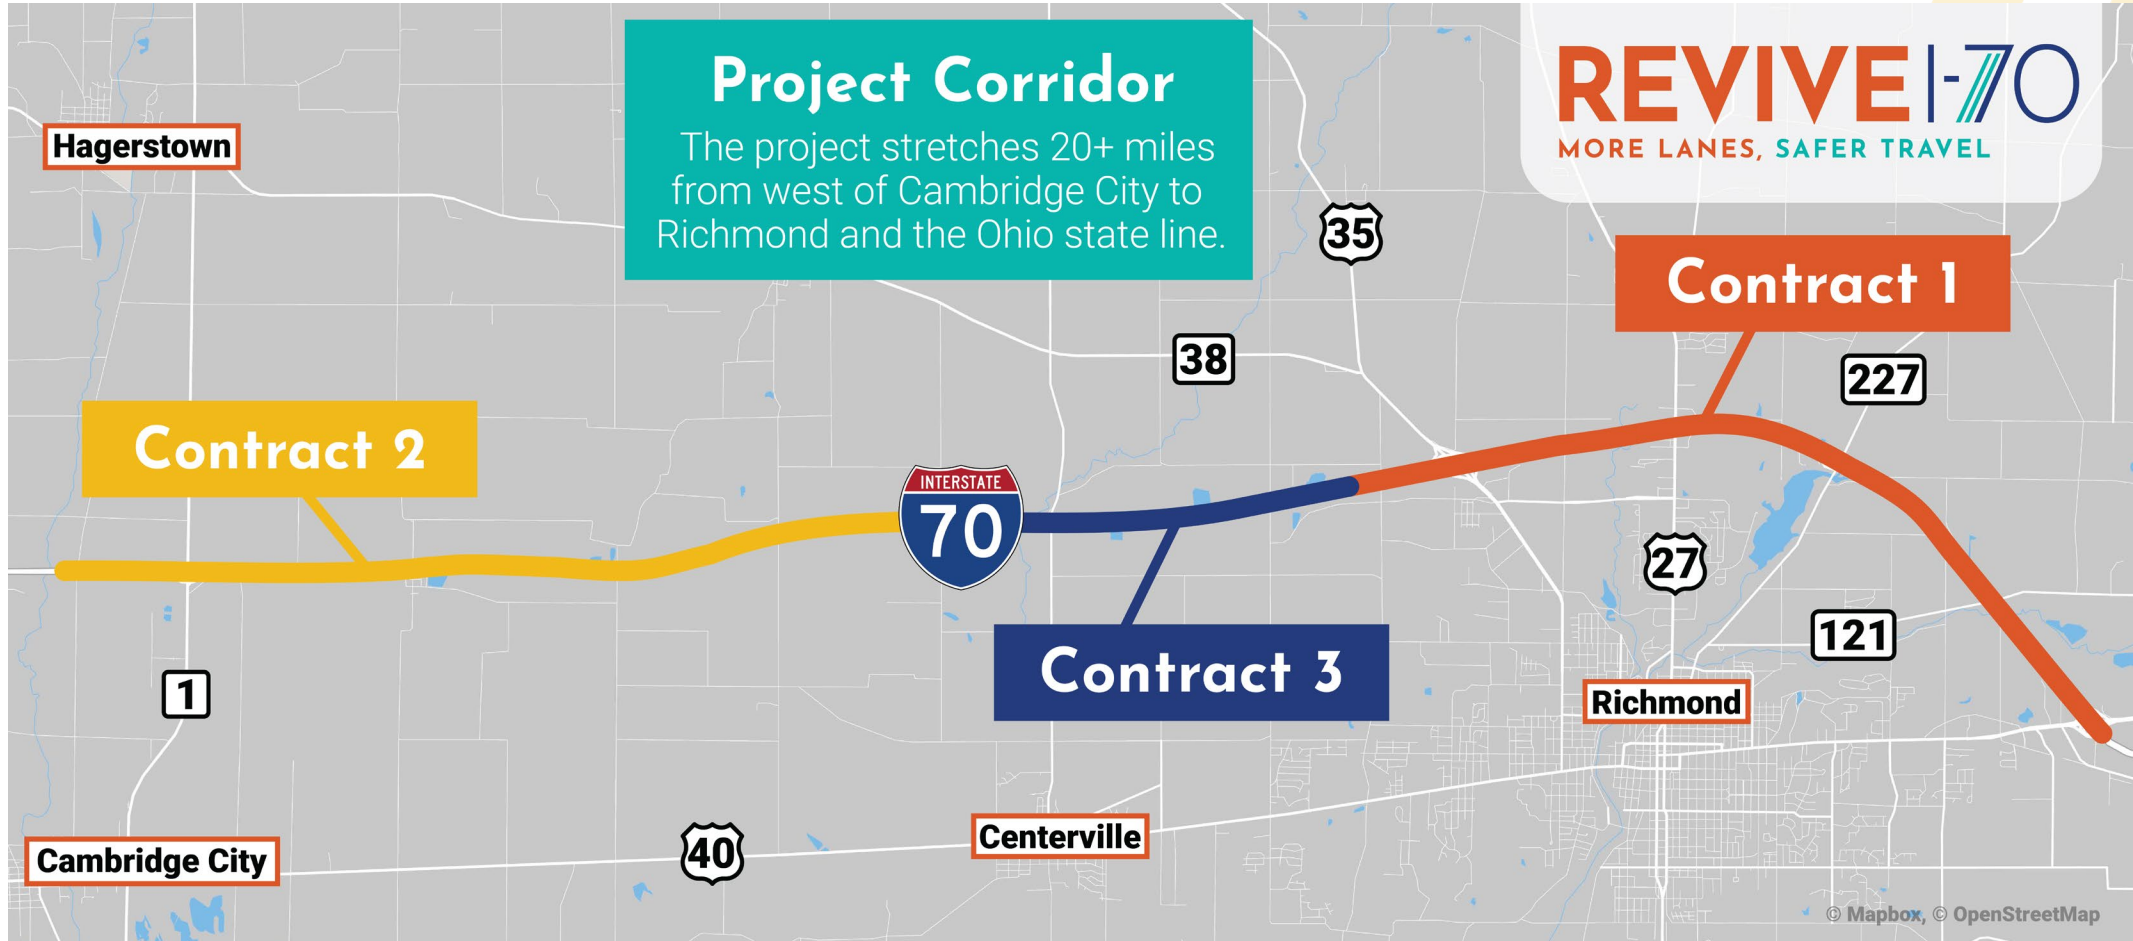 Project Corridor
The project stretches 20+ miles
from west of Cambridge City to
Richmond and the Ohio state line.
REVIVE I-70
MORE LANES, SAFER TRAVEL
Hagerstown
35
Contract 1
38
227
Contract 2
INTERSTATE
70
27
121
Contract 3
1
Richmond
Centerville
40
Cambridge City
© Mapbox, © OpenStreetMap